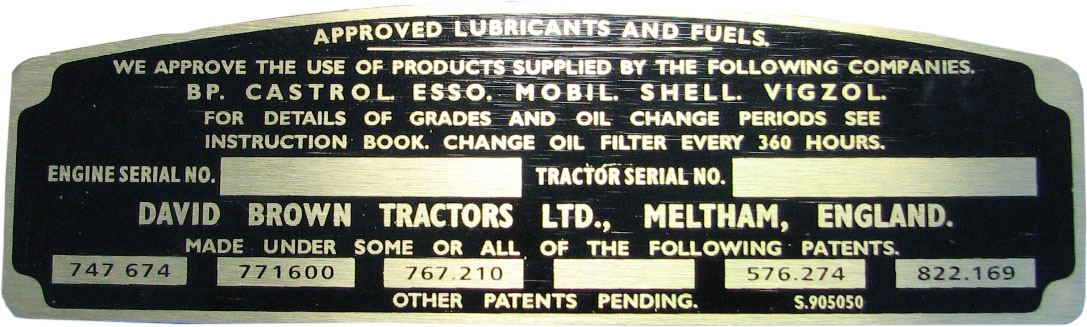 APPROVED LUBRICANTS AND FUELS.
WE APPROVE THE USE OF PRODUCTS SUPPLIED BY THE FOLLOWING COMPANIES.
BP. CASTROL. ESSO. MOBIL. SHELL. VIGZOL.
FOR DETAILS OF GRADES AND OIL CHANGE PERIODS SEE
INSTRUCTION BOOK. CHANGE OIL FILTER EVERY 360 HOURS.
ENGINE SERIAL NO. TRACTOR SERIAL NO.
DAVID BROWN TRACTORS LTD., MELTHAM, ENGLAND.
MADE UNDER SOME OR ALL OF THE FOLLOWING PATENTS.
747 674 771600 767.210 576.274 822.169
OTHER PATENTS PENDING. S.905050